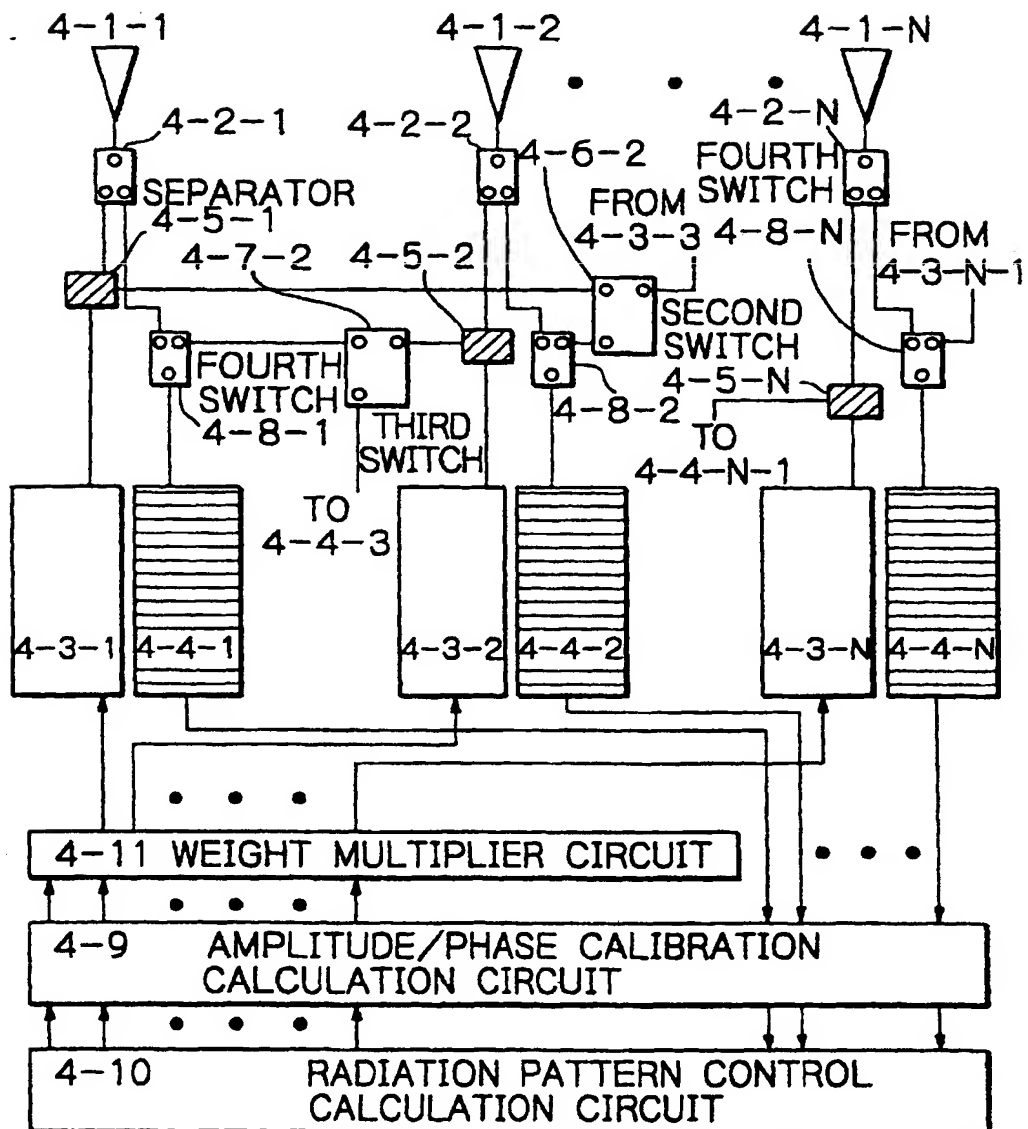 4-1-1
4-1-2
4-1-N
4-2-1
4-2-2
4-2-N
4-6-2
FOURTH
SWITCH
SEPARATOR
4-5-1
FROM
4-3-3
4-8-N
FROM
4-3-N-1
4-7-2
4-5-2
SECOND
SWITCH
4-5-N
FOURTH
SWITCH
4-8-1
4-8-2
THIRD
SWITCH
TO
4-4-N-1
TO
4-4-3
4-3-1
4-4-1
4-3-2
4-4-2
4-3-N
4-4-N
4-11 WEIGHT MULTIPLIER CIRCUIT
4-9 AMPLITUDE/PHASE CALIBRATION
CALCULATION CIRCUIT
4-10 RADIATION PATTERN CONTROL
CALCULATION CIRCUIT